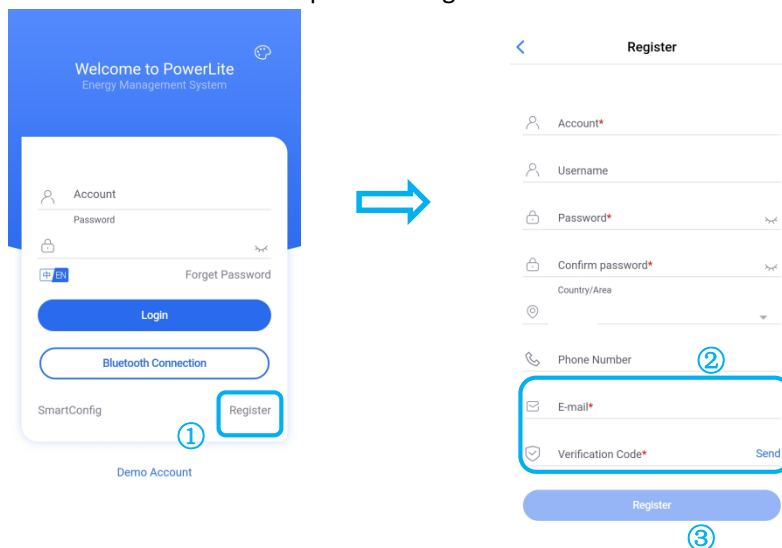 Welcome to PowerLite
Energy Management System
Account
Password
中 EN
Forget Password
Login
Bluetooth Connection
SmartConfig
Register
①
Demo Account
Register
Account*
Username
Password*
Confirm password*
Country/Area
Phone Number
②
E-mail*
Verification Code*
Send
Register
③